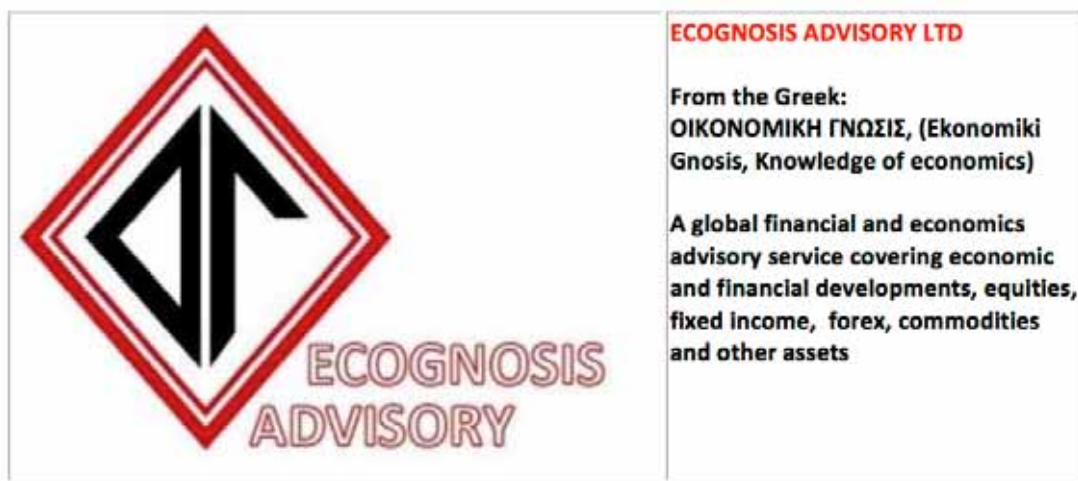 ECOGNOSIS
ADVISORY
ECOGNOSIS ADVISORY LTD
From the Greek:
ΟΙΚΟΝΟΜΙΚΗ ΓΝΩΣΙΣ, (Ekonomiki
Gnosis, Knowledge of economics)
A global financial and economics
advisory service covering economic
and financial developments, equities,
fixed income, forex, commodities
and other assets